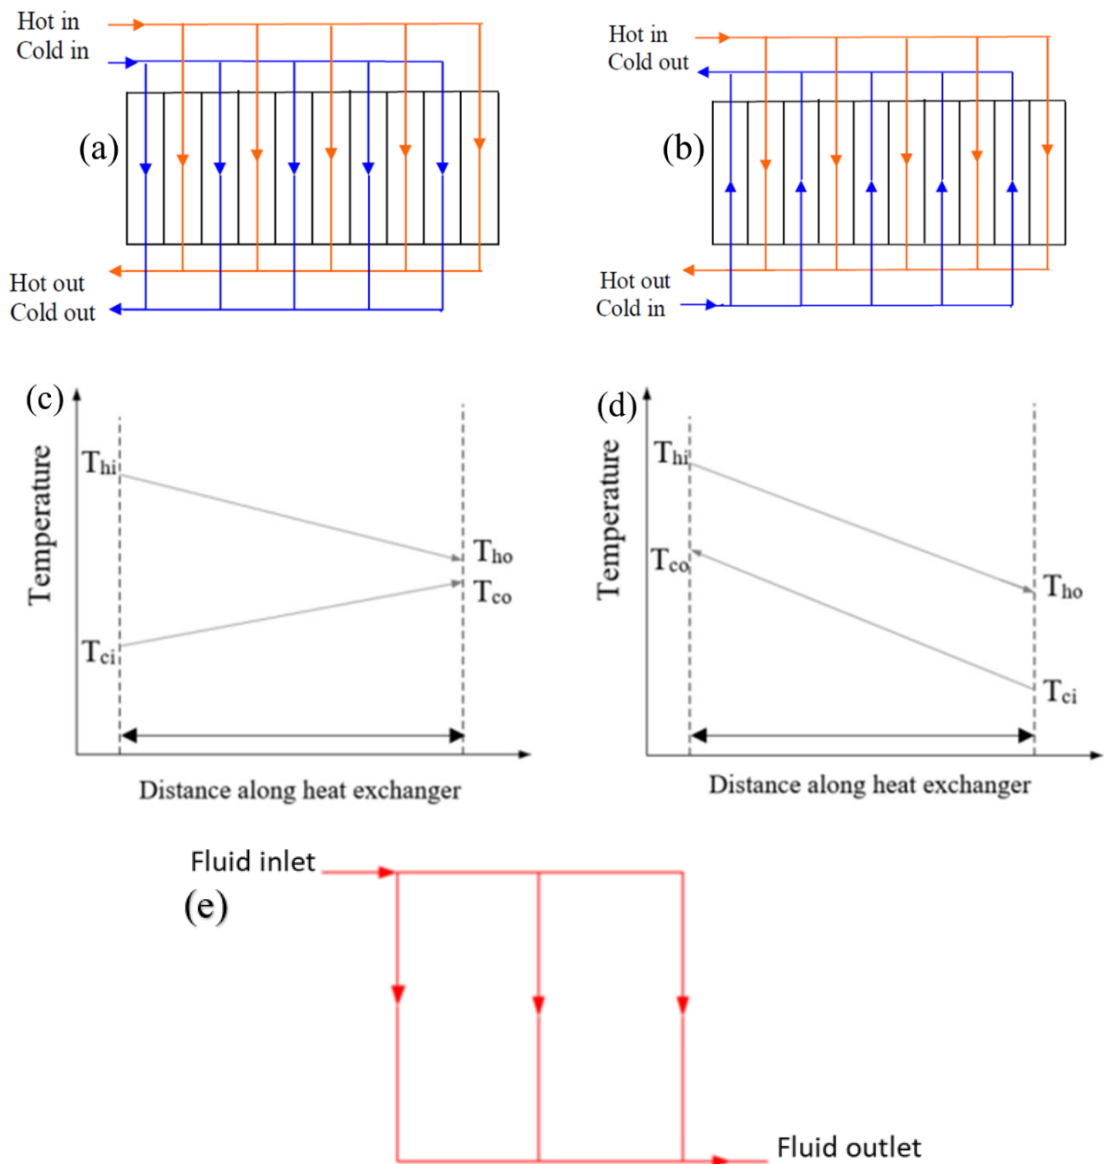 Hot in
Cold in
(a)
Hot out
Cold out
Hot in
Cold out
(b)
Hot out
Cold in
(c)
Temperature
Thi
Tci
Tho
Tco
Distance along heat exchanger
(d)
Temperature
Thi
Tco
Tho
Tci
Distance along heat exchanger
Fluid inlet
(e)
Fluid outlet